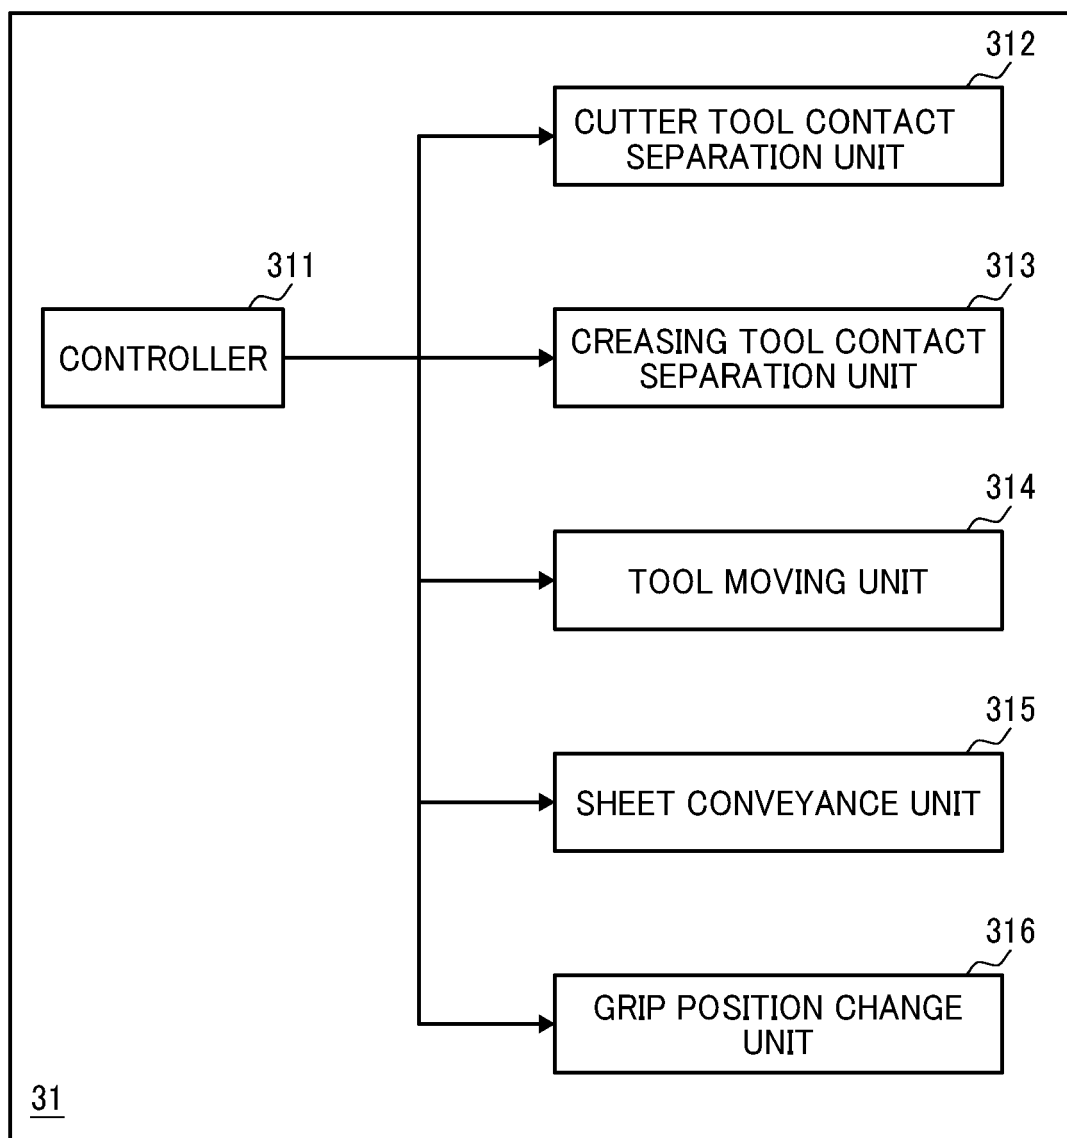 312
CUTTER TOOL CONTACT
SEPARATION UNIT
311
CONTROLLER
313
CREASING TOOL CONTACT
SEPARATION UNIT
314
TOOL MOVING UNIT
315
SHEET CONVEYANCE UNIT
316
GRIP POSITION CHANGE
UNIT
31